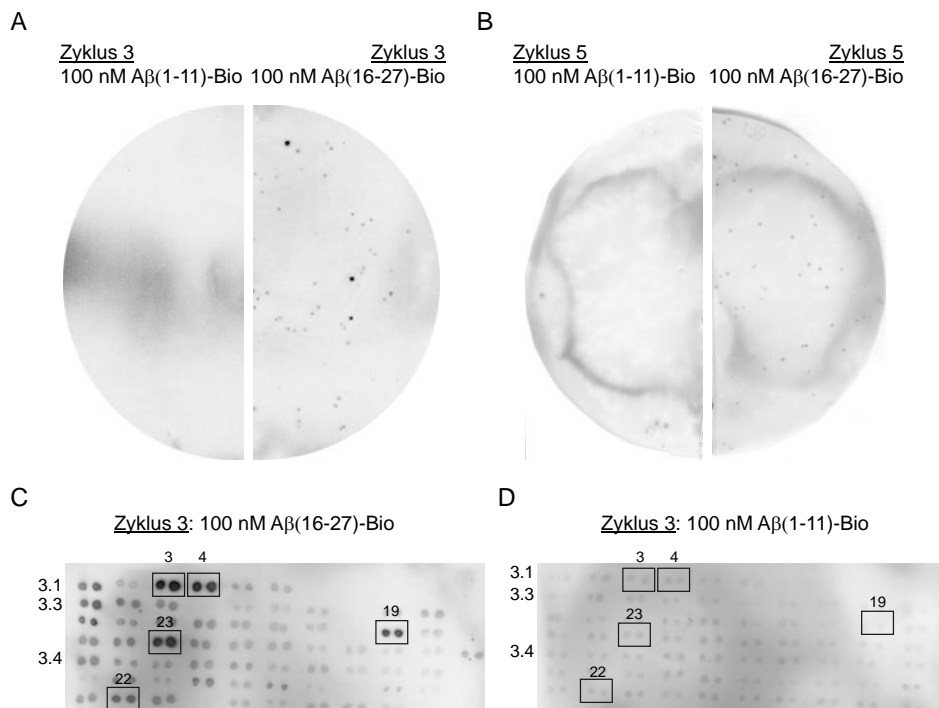 A
Zyklus 3
100 nM Aβ(1-11)-Bio
Zyklus 3
100 nM Aβ(16-27)-Bio
B
Zyklus 5
100 nM Aβ(1-11)-Bio
Zyklus 5
100 nM Aβ(16-27)-Bio
C
Zyklus 3: 100 nM Aβ(16-27)-Bio
3 4
3.1
3.3
19
23
3.4
22
D
Zyklus 3: 100 nM Aβ(1-11)-Bio
3 4
3.1
3.3
19
23
3.4
22